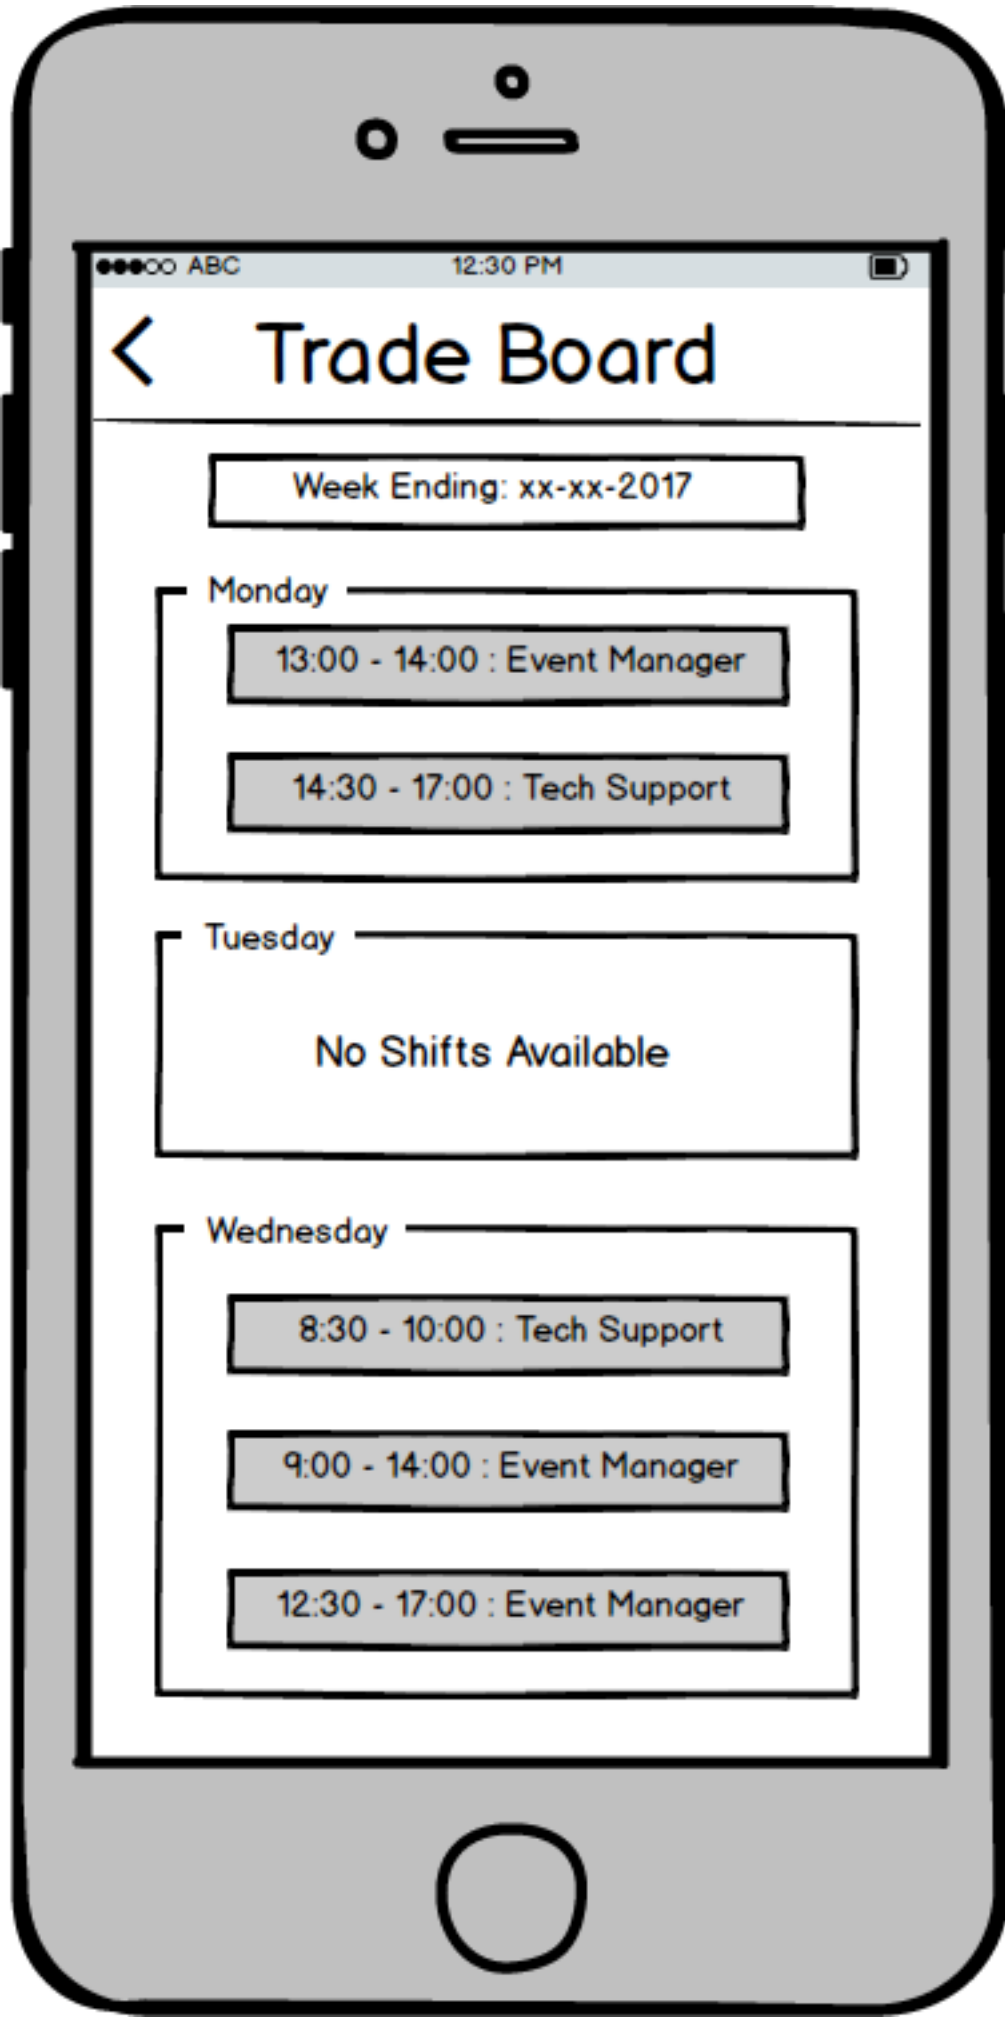 ABC 12:30 PM
Trade Board
Week Ending: xx-xx-2017
Monday
13:00 - 14:00 : Event Manager
14:30 - 17:00 : Tech Support
Tuesday
No Shifts Available
Wednesday
8:30 - 10:00 : Tech Support
9:00 - 14:00 : Event Manager
12:30 - 17:00 : Event Manager